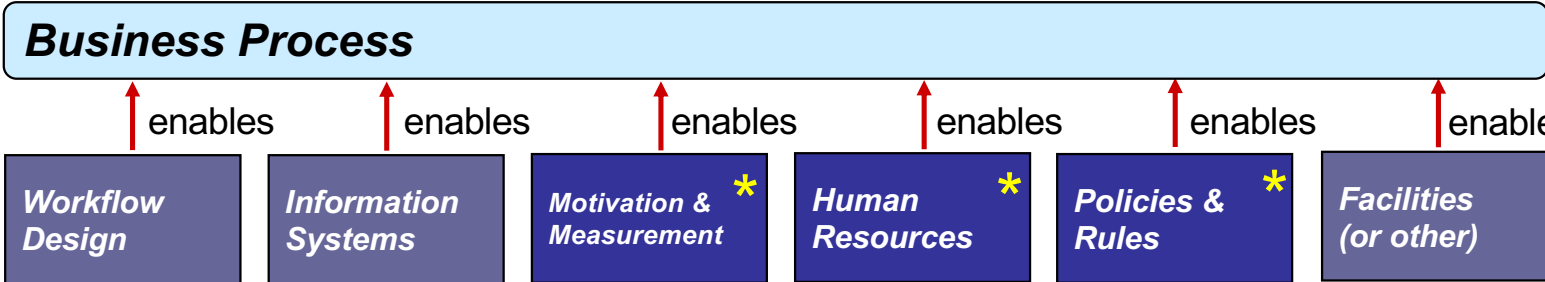 Business Process
enables enables enables enables enables enable
Workflow
Design
Information
Systems
Motivation & *
Measurement
Human *
Resources
Policies & *
Rules
Facilities
(or other)